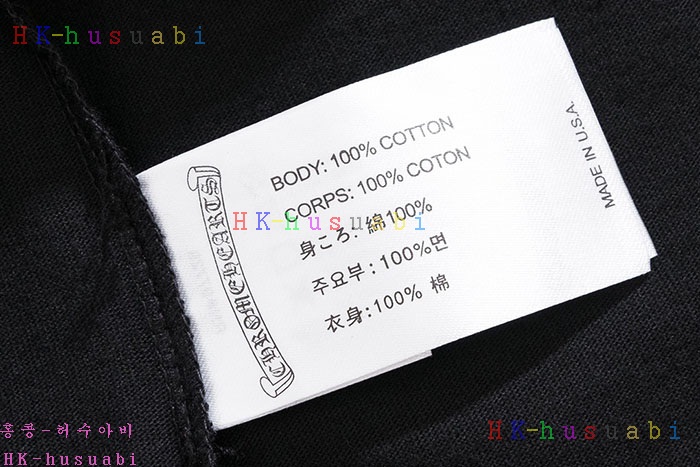 HK-husuabi
BODY: 100% COTTON
CORPS: 100% COTON
身ころ: 綿100%
주요부 : 100%면
衣身:100% 棉
MADE IN U.S.A.
CHROME HEARTS
HK-husuabi
홍콩-허수아비
HK-husuabi
HK-husuabi